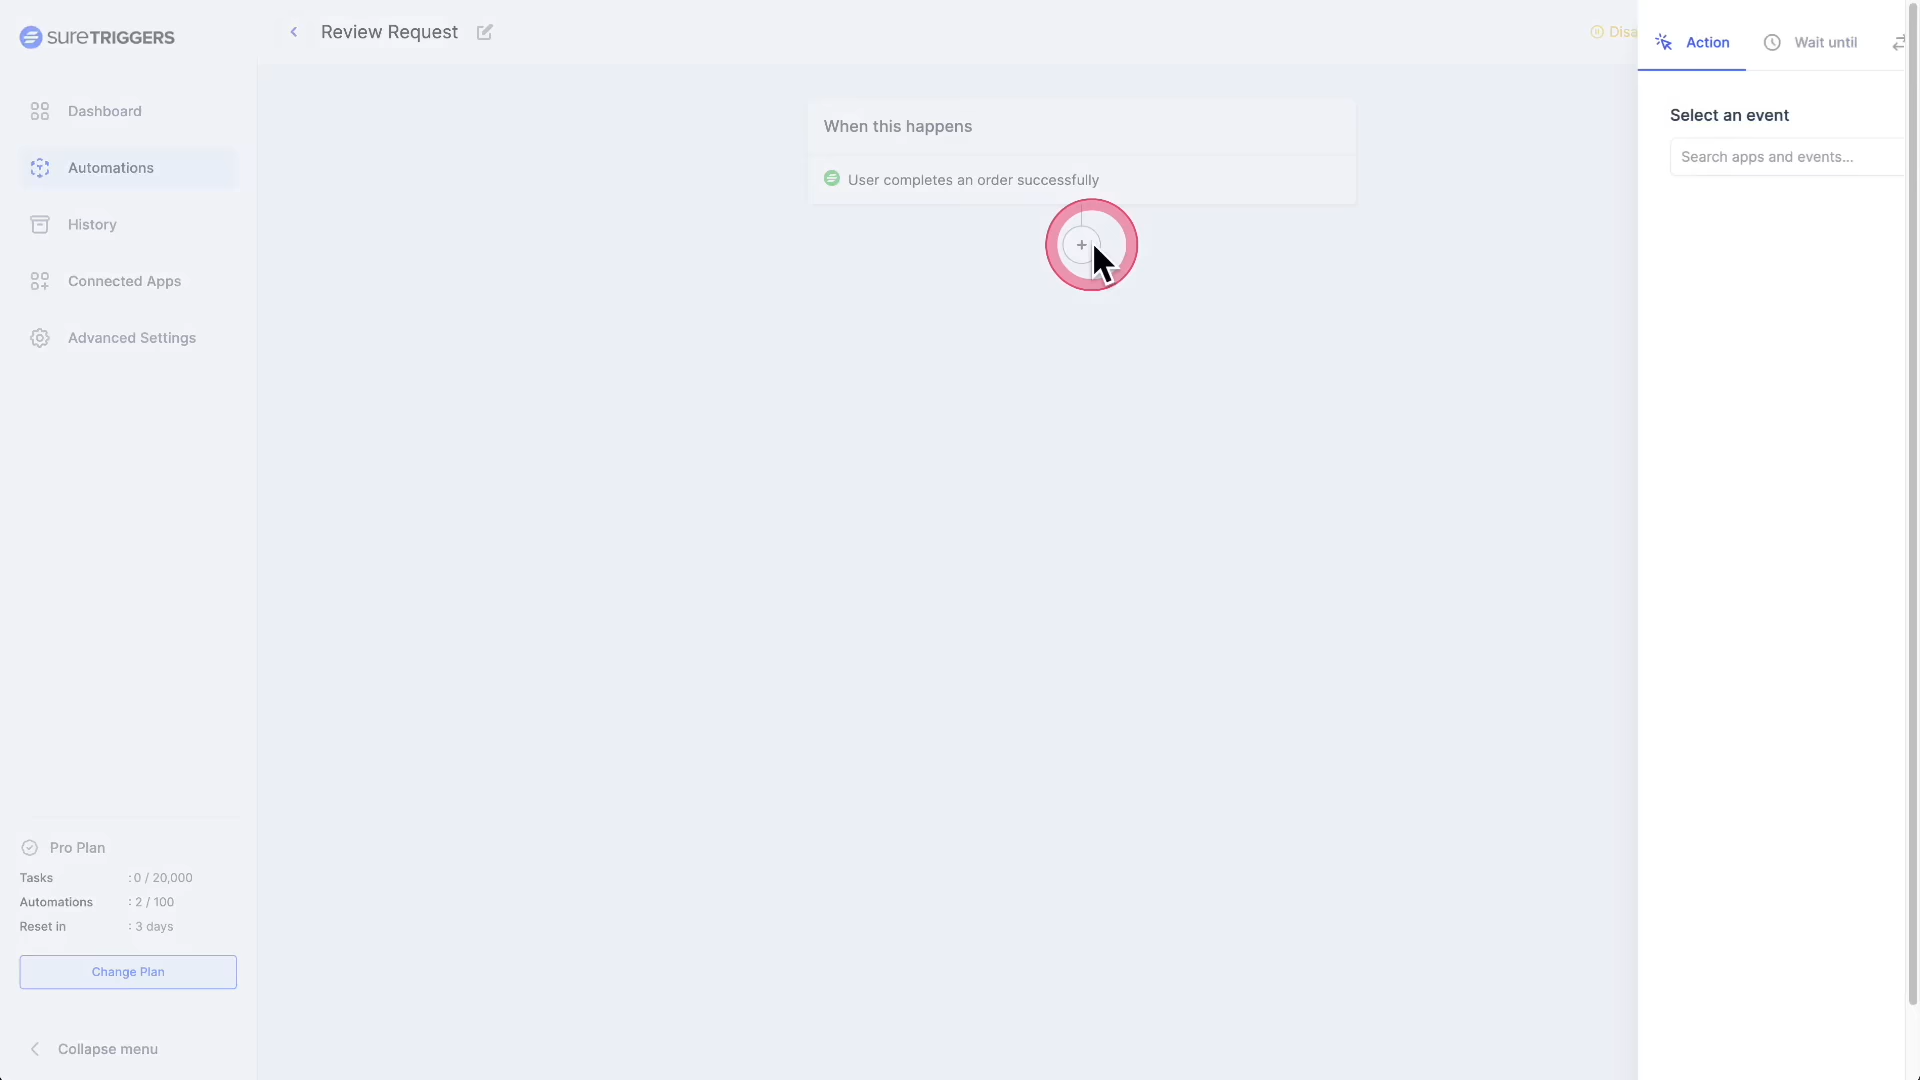 sureTRIGGERS
Review Request
Disa
Action
Wait until
Dashboard
Automations
History
Connected Apps
Advanced Settings
When this happens
User completes an order successfully
Select an event
Search apps and events...
Pro Plan
Tasks : 0 / 20,000
Automations : 2 / 100
Reset in : 3 days
Change Plan
Collapse menu